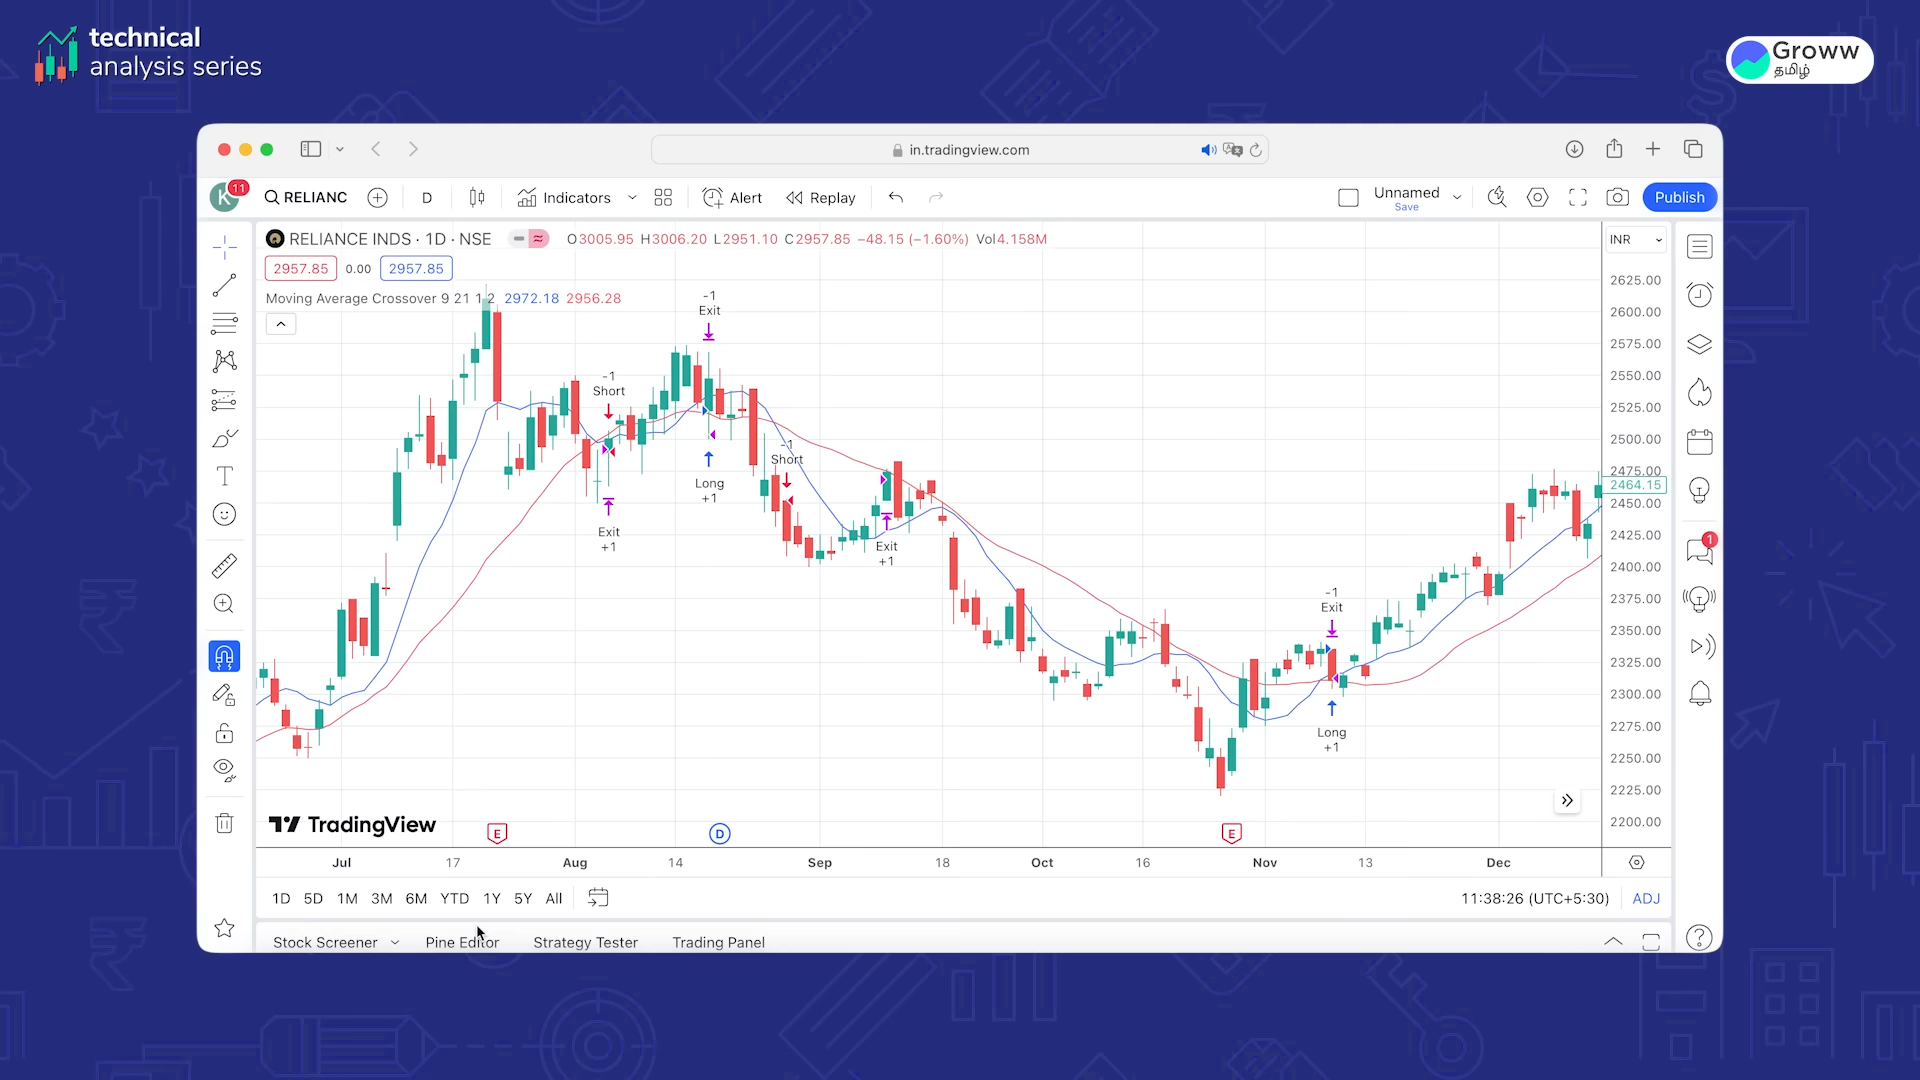 technical
analysis series
Groww
தமிழ்
in.tradingview.com
K 11
RELIANC
D
Indicators
Alert
Replay
Unnamed
Save
Publish
RELIANCE INDS · 1D · NSE
O3005.95 H3006.20 L2951.10 C2957.85 −48.15 (−1.60%) Vol4.158M
INR
2957.85 0.00 2957.85
Moving Average Crossover 9 21 1 2 2972.18 2956.28
-1
Exit
-1
Short
Long
+1
Exit
+1
-1
Short
Exit
+1
-1
Exit
Long
+1
2625.00
2600.00
2575.00
2550.00
2525.00
2500.00
2475.00
2464.15
2450.00
2425.00
2400.00
2375.00
2350.00
2325.00
2300.00
2275.00
2250.00
2225.00
2200.00
1
TradingView
E
D
E
Jul 17 Aug 14 Sep 18 Oct 16 Nov 13 Dec
1D 5D 1M 3M 6M YTD 1Y 5Y All
11:38:26 (UTC+5:30) ADJ
Stock Screener Pine Editor Strategy Tester Trading Panel